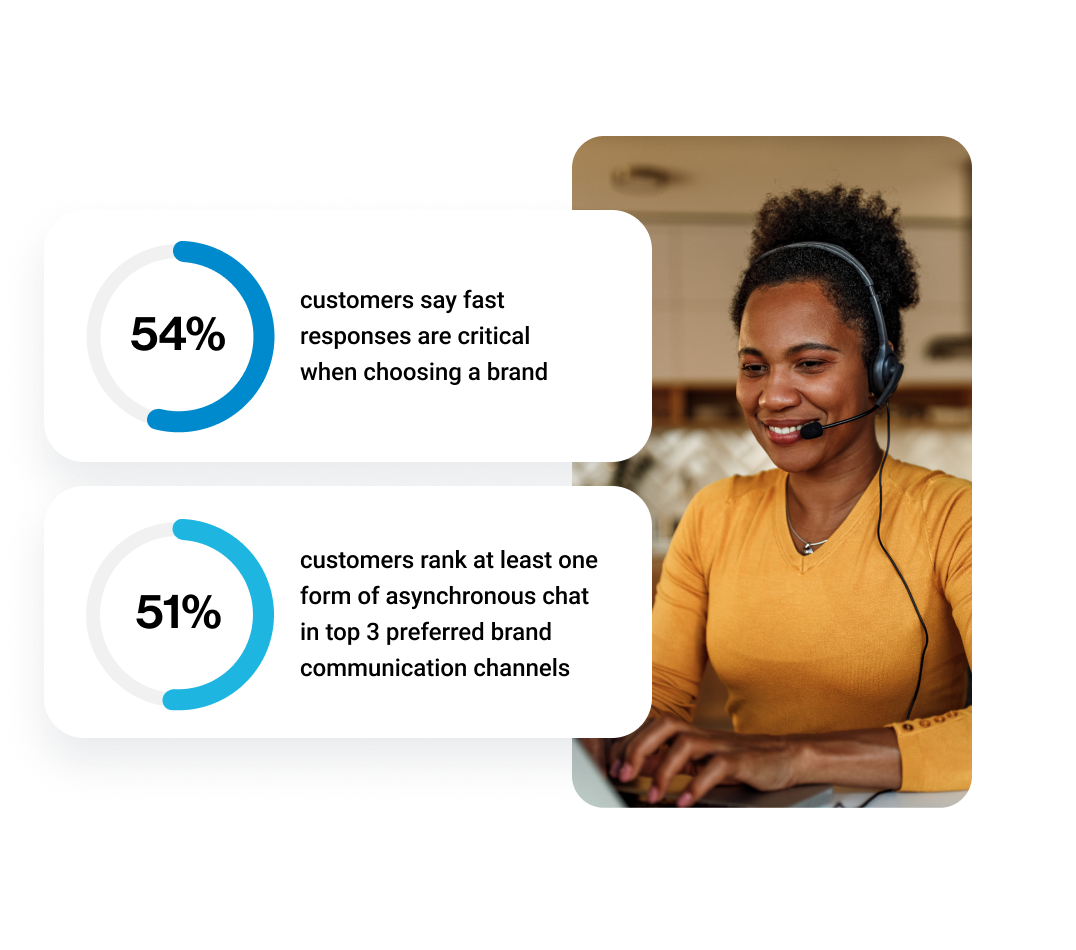 54%
customers say fast
responses are critical
when choosing a brand
51%
customers rank at least one
form of asynchronous chat
in top 3 preferred brand
communication channels